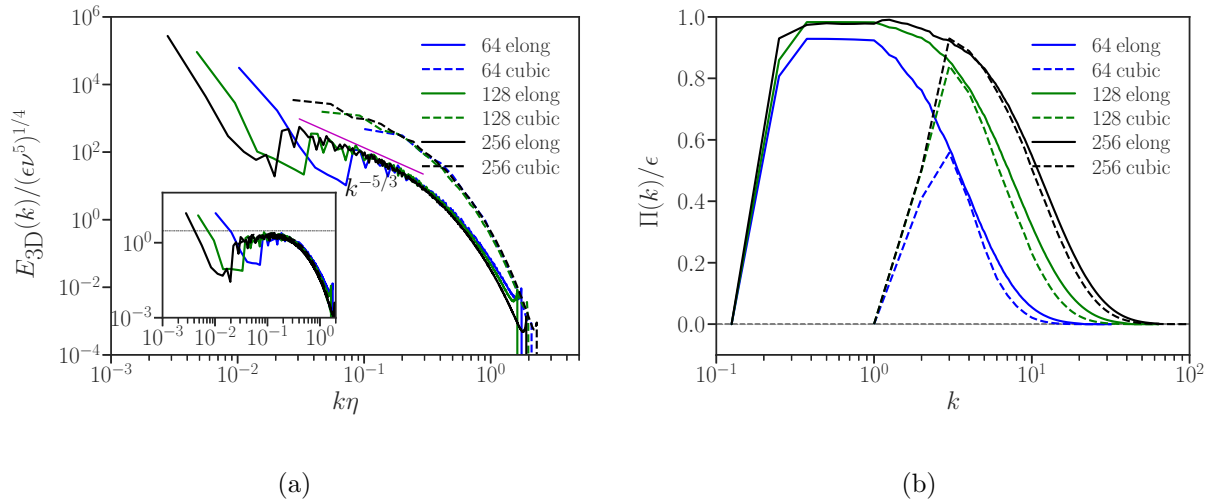 10^6
10^4
10^2
10^0
10^{-2}
10^{-4}
E_{3D}(k)/(ϵν^5)^{1/4}
64 elong
64 cubic
128 elong
128 cubic
256 elong
256 cubic
k^{-5/3}
10^0
10^{-3}
10^{-3} 10^{-2} 10^{-1} 10^0
10^{-3} 10^{-2} 10^{-1} 10^0
kη
(a)
1.0
0.8
0.6
0.4
0.2
0.0
Π(k)/ϵ
64 elong
64 cubic
128 elong
128 cubic
256 elong
256 cubic
10^{-1} 10^0 10^1 10^2
k
(b)